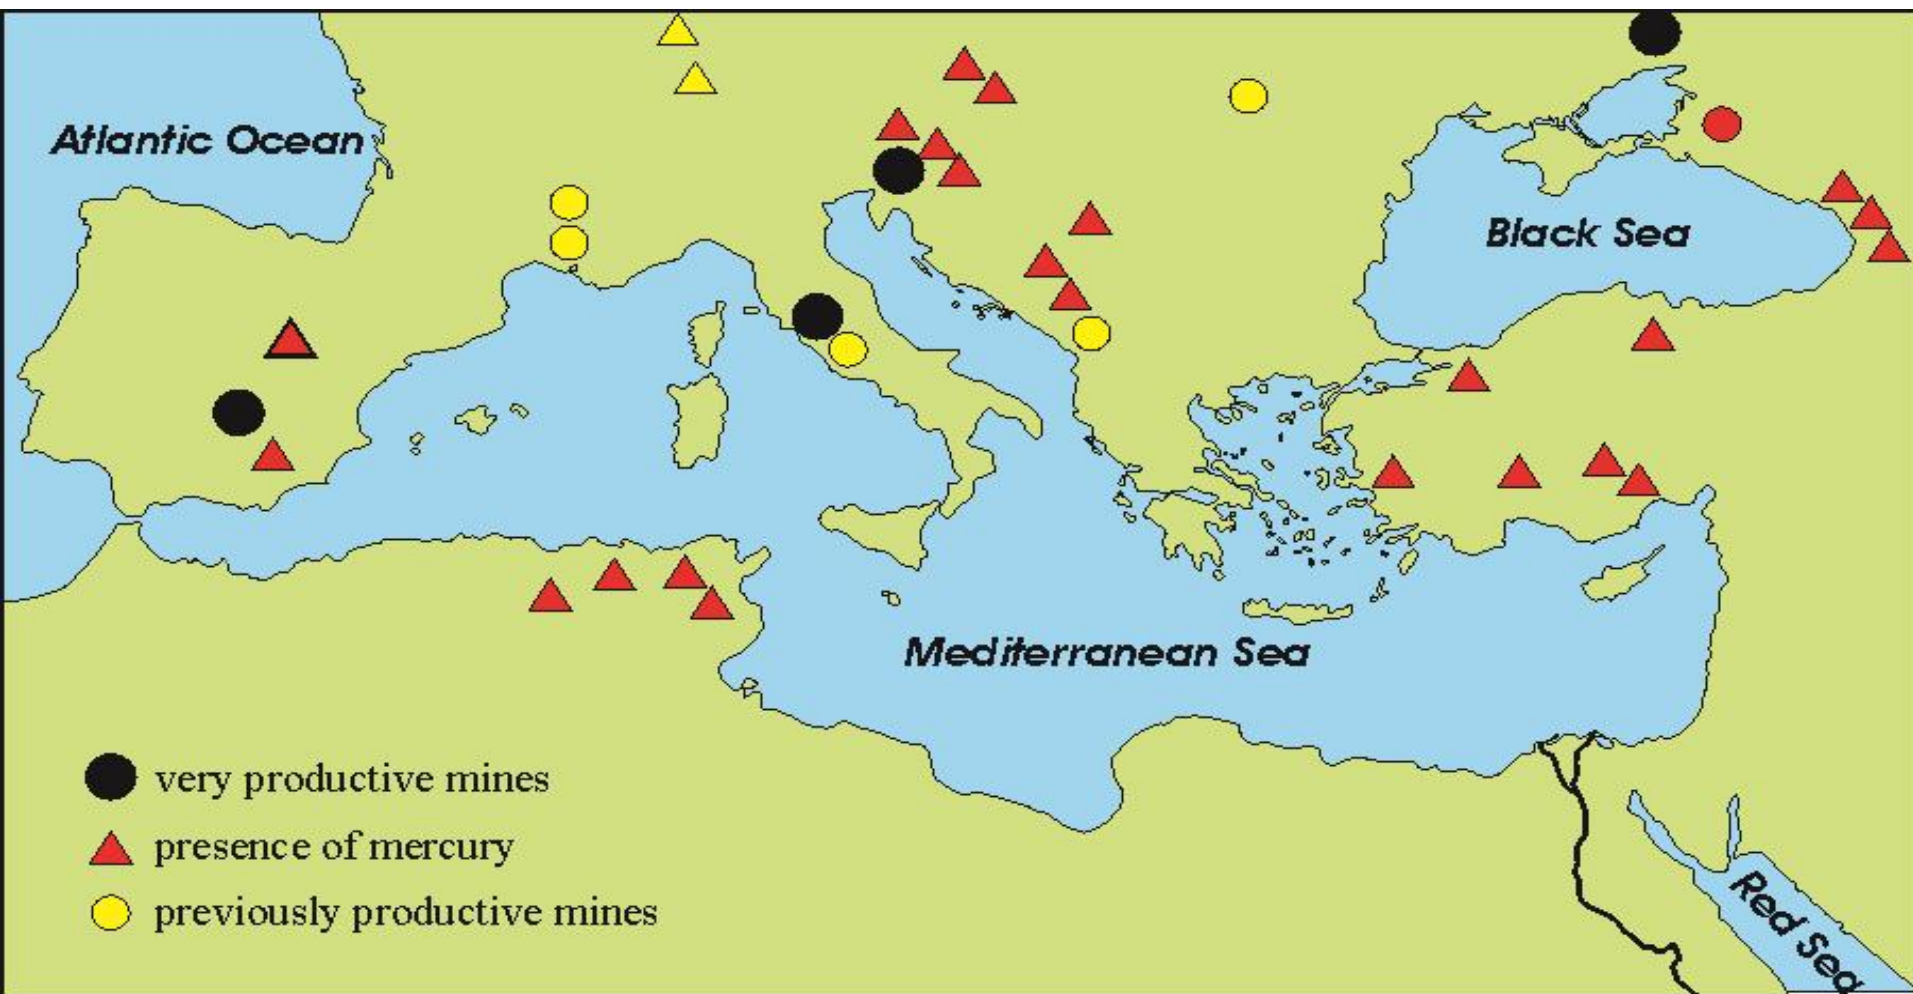 Atlantic Ocean
Black Sea
Mediterranean Sea
very productive mines
presence of mercury
previously productive mines
Red Sea